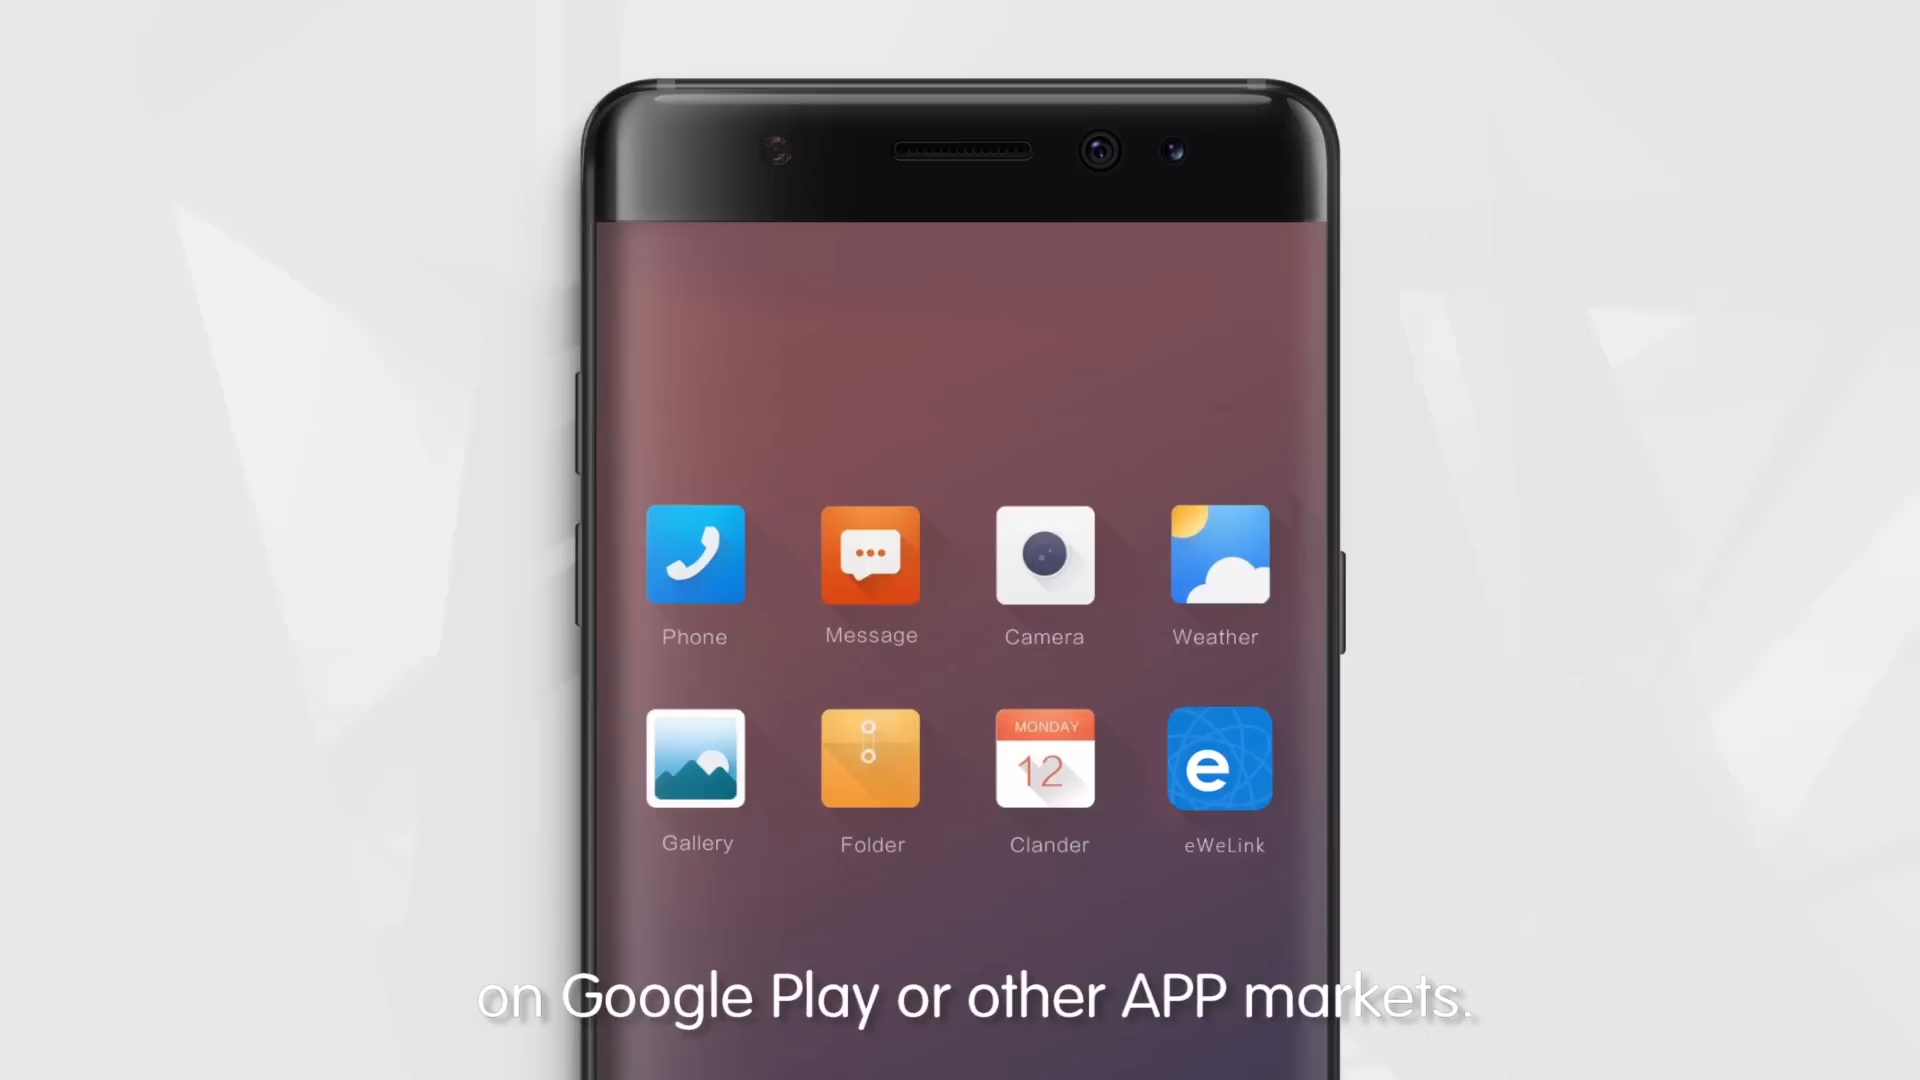 Phone Message Camera Weather
MONDAY
12
e
Gallery Folder Clander eWeLink
on Google Play or other APP markets.